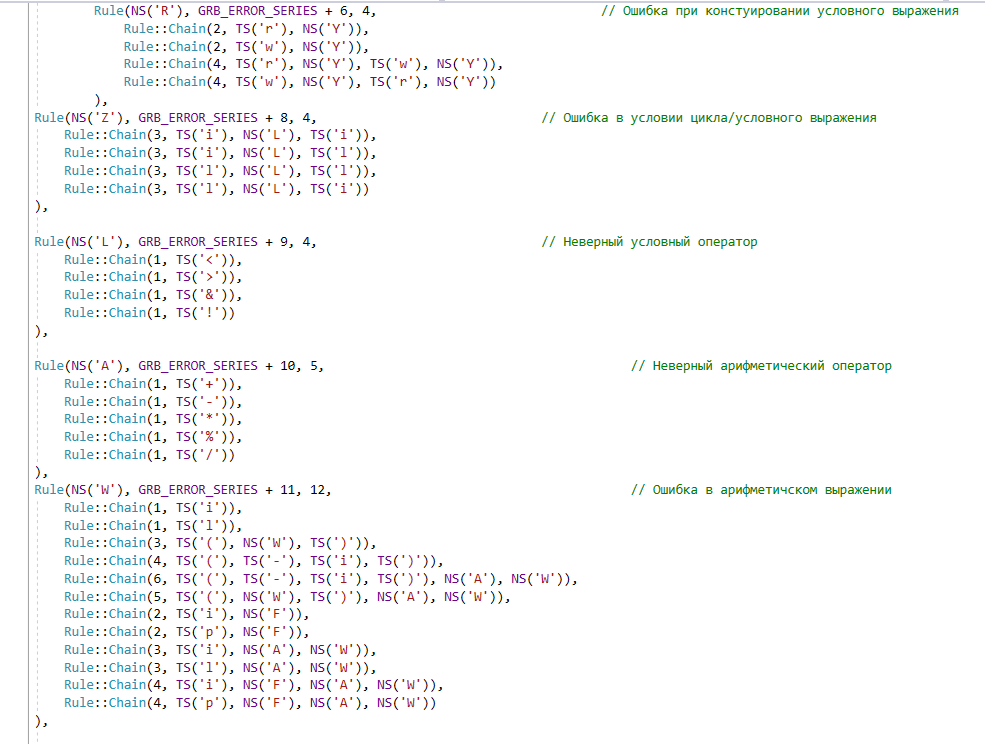 Rule(NS('R'), GRB_ERROR_SERIES + 6, 4, // Ошибка при констуировании условного выражения
Rule::Chain(2, TS('r'), NS('Y')),
Rule::Chain(2, TS('w'), NS('Y')),
Rule::Chain(4, TS('r'), NS('Y'), TS('w'), NS('Y')),
Rule::Chain(4, TS('w'), NS('Y'), TS('r'), NS('Y'))
),
Rule(NS('Z'), GRB_ERROR_SERIES + 8, 4, // Ошибка в условии цикла/условного выражения
Rule::Chain(3, TS('i'), NS('L'), TS('i')),
Rule::Chain(3, TS('i'), NS('L'), TS('l')),
Rule::Chain(3, TS('l'), NS('L'), TS('l')),
Rule::Chain(3, TS('l'), NS('L'), TS('i'))
),
Rule(NS('L'), GRB_ERROR_SERIES + 9, 4, // Неверный условный оператор
Rule::Chain(1, TS('<')),
Rule::Chain(1, TS('>')),
Rule::Chain(1, TS('&')),
Rule::Chain(1, TS('!'))
),
Rule(NS('A'), GRB_ERROR_SERIES + 10, 5, // Неверный арифметический оператор
Rule::Chain(1, TS('+')),
Rule::Chain(1, TS('-')),
Rule::Chain(1, TS('*')),
Rule::Chain(1, TS('%')),
Rule::Chain(1, TS('/'))
),
Rule(NS('W'), GRB_ERROR_SERIES + 11, 12, // Ошибка в арифметичском выражении
Rule::Chain(1, TS('i')),
Rule::Chain(1, TS('l')),
Rule::Chain(3, TS('('), NS('W'), TS(')')),
Rule::Chain(4, TS('('), TS('-'), TS('i'), TS(')')),
Rule::Chain(6, TS('('), TS('-'), TS('i'), TS(')'), NS('A'), NS('W')),
Rule::Chain(5, TS('('), NS('W'), TS(')'), NS('A'), NS('W')),
Rule::Chain(2, TS('i'), NS('F')),
Rule::Chain(2, TS('p'), NS('F')),
Rule::Chain(3, TS('i'), NS('A'), NS('W')),
Rule::Chain(3, TS('l'), NS('A'), NS('W')),
Rule::Chain(4, TS('i'), NS('F'), NS('A'), NS('W')),
Rule::Chain(4, TS('p'), NS('F'), NS('A'), NS('W'))
),